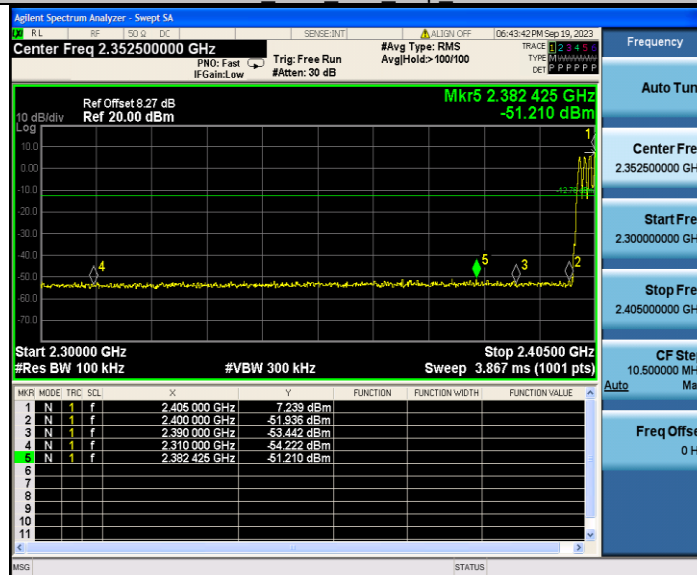 Agilent Spectrum Analyzer - Swept SA
RL RF 50 Ω DC SENSE:INT ALIGN OFF 06:43:42 PM Sep 19, 2023
Center Freq 2.352500000 GHz
PNO: Fast
IFGain:Low
Trig: Free Run
#Atten: 30 dB
#Avg Type: RMS
Avg|Hold:>100/100
TRACE 1 2 3 4 5 6
TYPE M
DET P P P P P P
Ref Offset 8.27 dB
Ref 20.00 dBm
10 dB/div
Log
Mkr5 2.382 425 GHz
-51.210 dBm
10.0
0.00
-10.0
-20.0
-30.0
-40.0
-50.0
-60.0
-70.0
1
2
3
4
5
Start 2.30000 GHz
Stop 2.40500 GHz
#Res BW 100 kHz
#VBW 300 kHz
Sweep 3.867 ms (1001 pts)
MKR MODE TRC SCL X Y FUNCTION FUNCTION WIDTH FUNCTION VALUE
1 N 1 f 2.405 000 GHz 7.239 dBm
2 N 1 f 2.400 000 GHz -51.936 dBm
3 N 1 f 2.390 000 GHz -53.442 dBm
4 N 1 f 2.310 000 GHz -54.222 dBm
5 N 1 f 2.382 425 GHz -51.210 dBm
6
7
8
9
10
11
MSG
STATUS
Frequency
Auto Tun
Center Fre
2.352500000 GH
Start Fre
2.300000000 GH
Stop Fre
2.405000000 GH
CF Ste
10.500000 MH
Auto Ma
Freq Offse
0 H